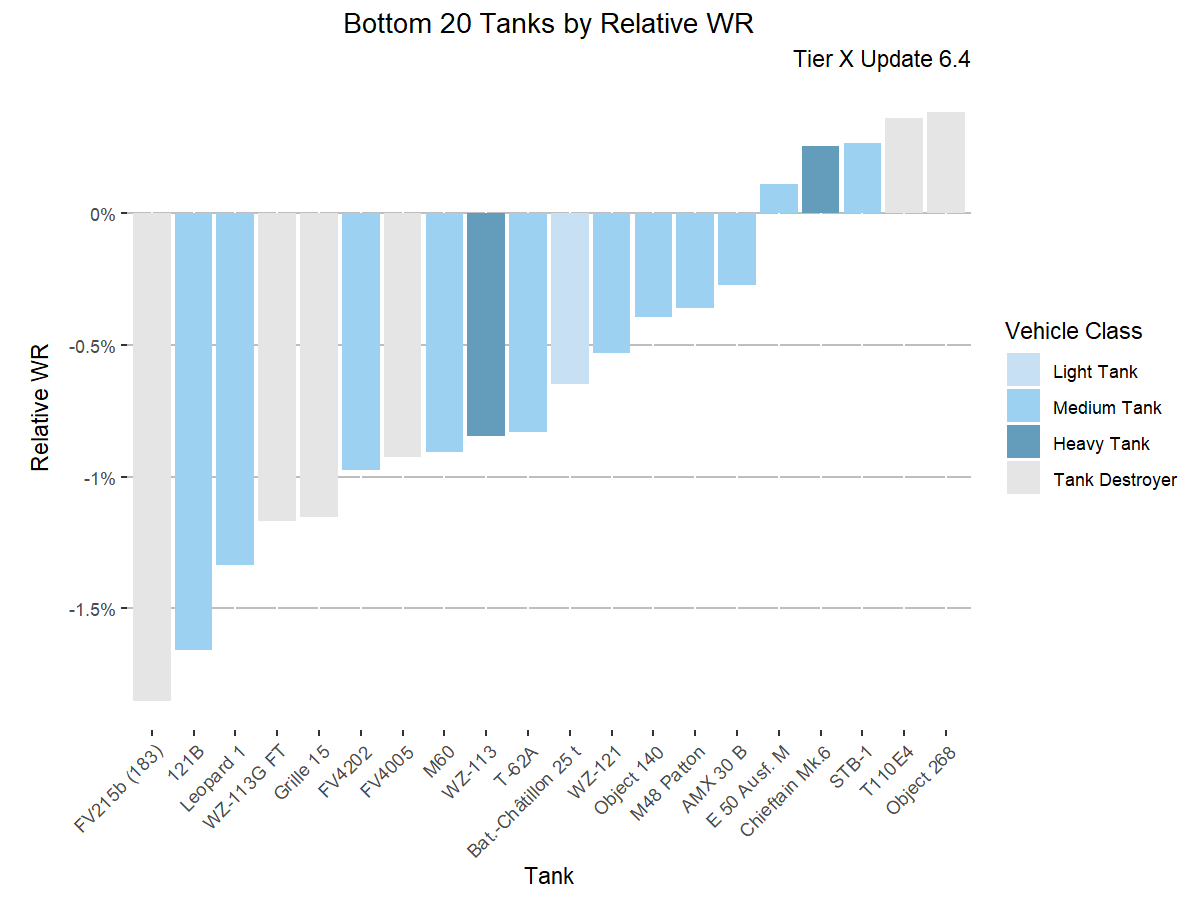 Bottom 20 Tanks by Relative WR
Tier X Update 6.4
Relative WR
0%
-0.5%
-1%
-1.5%
FV215b (183)
121B
Leopard 1
WZ-113G FT
Grille 15
FV4202
FV4005
M60
WZ-113
T-62A
Bat.-Châtillon 25 t
WZ-121
Object 140
M48 Patton
AMX 30 B
E 50 Ausf. M
Chieftain Mk.6
STB-1
T110E4
Object 268
Tank
Vehicle Class
Light Tank
Medium Tank
Heavy Tank
Tank Destroyer